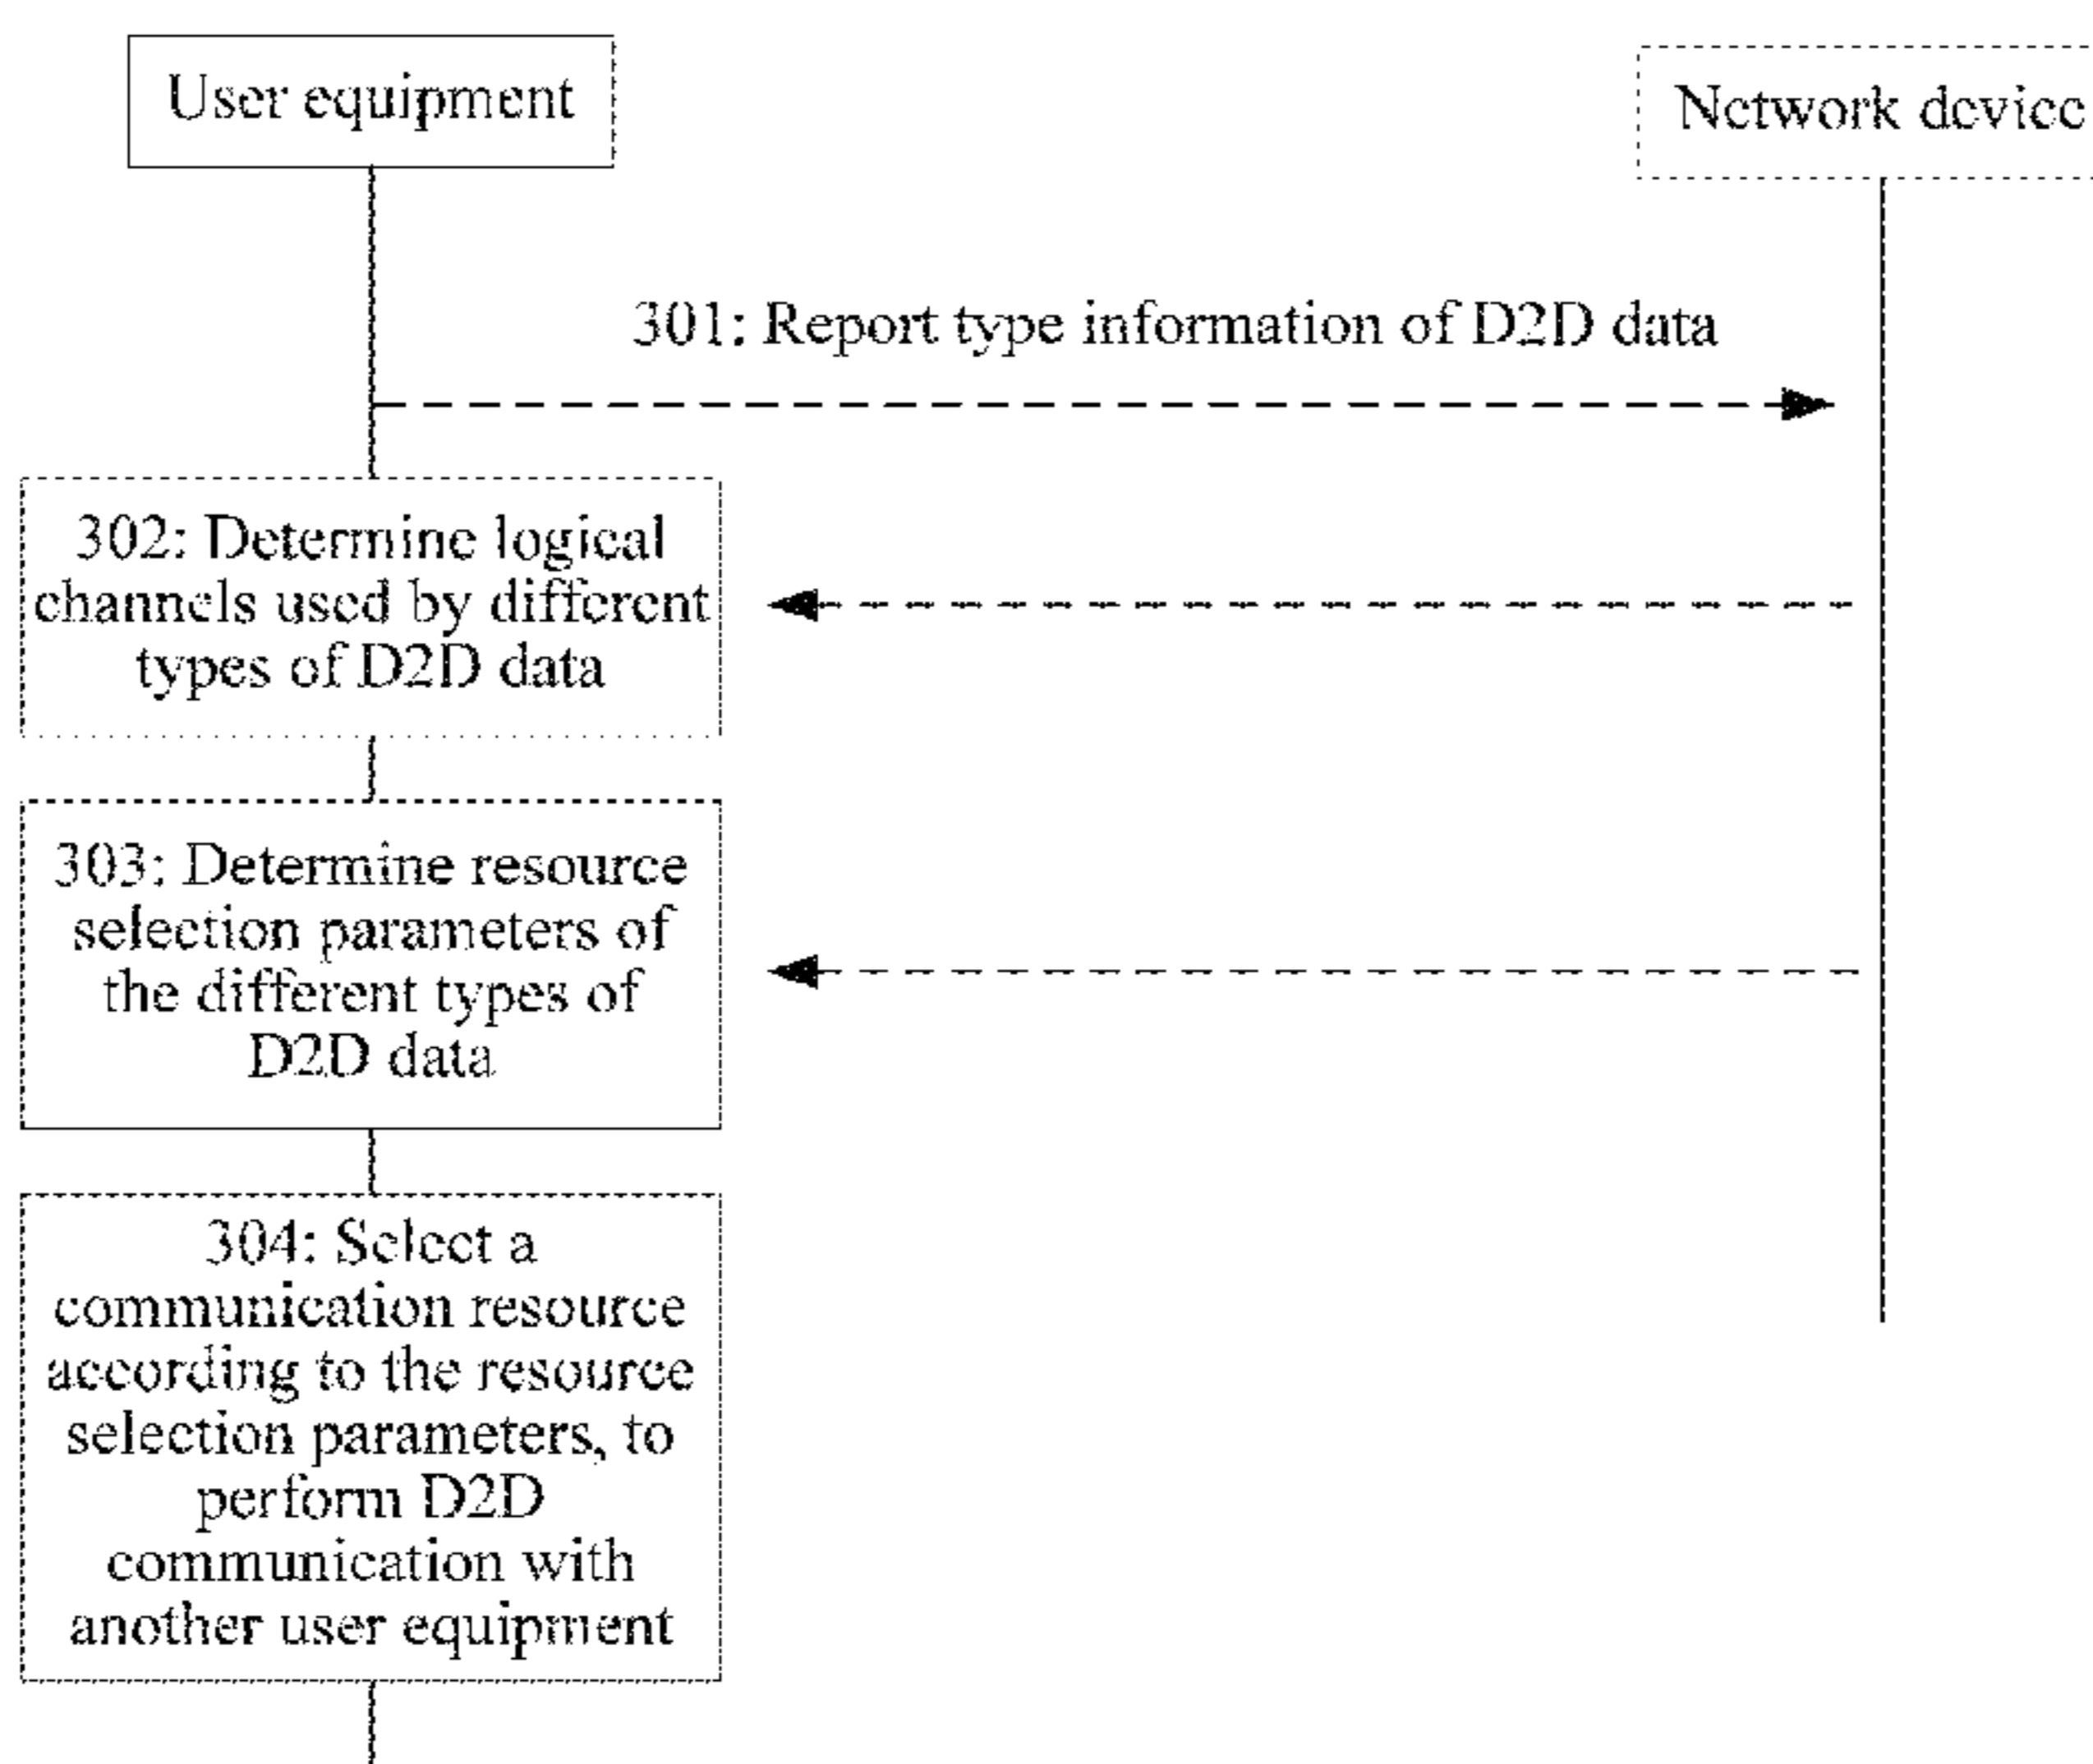 User equipment
Network device
301: Report type information of D2D data
302: Determine logical
channels used by different
types of D2D data
303: Determine resource
selection parameters of
the different types of
D2D data
304: Select a
communication resource
according to the resource
selection parameters, to
perform D2D
communication with
another user equipment